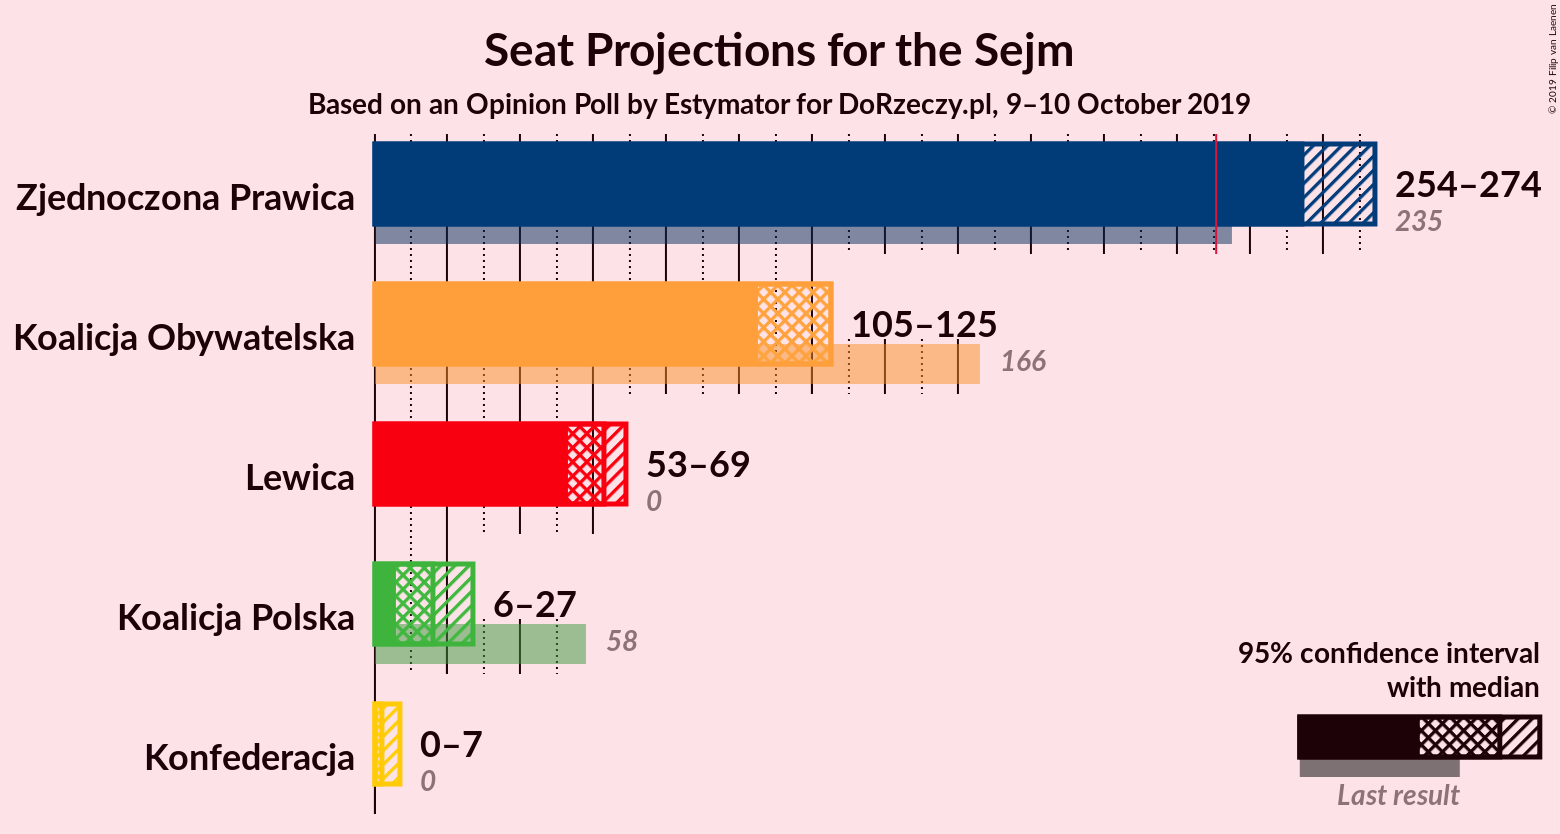 Seat Projections for the Sejm
Based on an Opinion Poll by Estymator for DoRzeczy.pl, 9–10 October 2019
© 2019 Filip van Laenen
Zjednoczona Prawica
254–274
235
Koalicja Obywatelska
105–125
166
Lewica
53–69
0
Koalicja Polska
6–27
58
Konfederacja
0–7
0
95% confidence interval
with median
Last result